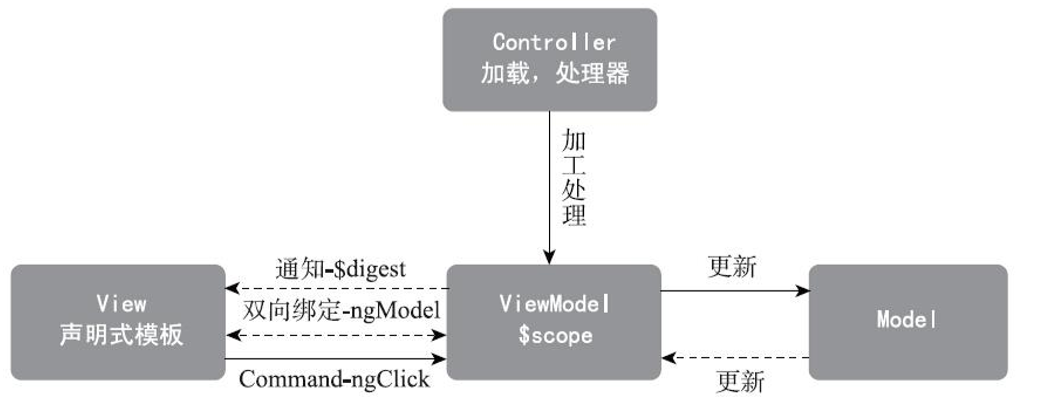 Controller
加载，处理器
加工处理
通知-$digest
更新
View
声明式模板
双向绑定-ngModel
ViewModel
$scope
Model
Command-ngClick
更新